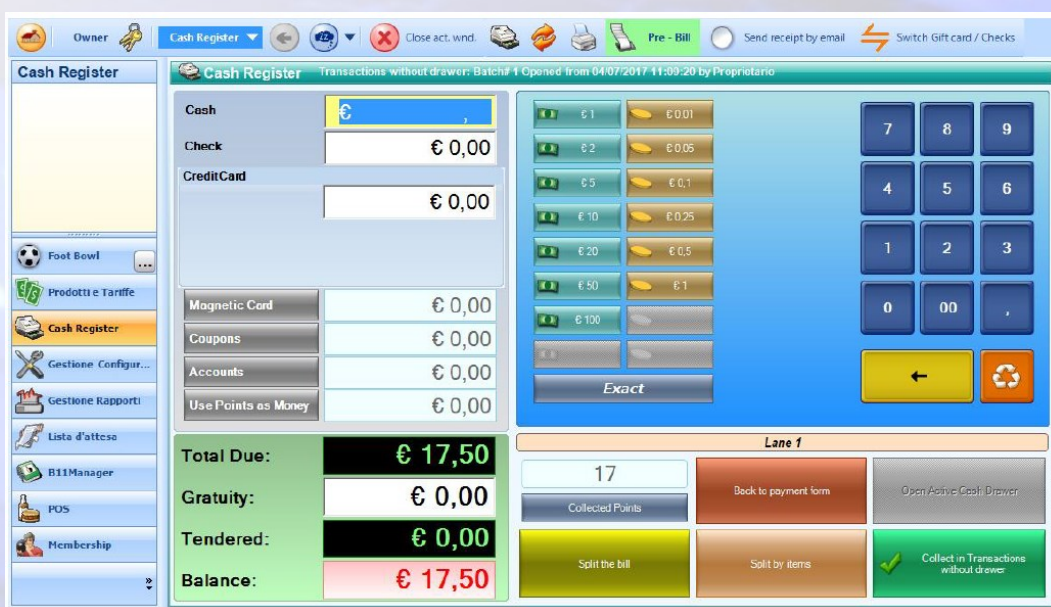 Owner
Cash Register
Close act. wnd.
Pre - Bill
Send receipt by email
Switch Gift card / Checks
Cash Register
Foot Bowl
...
Prodotti e Tariffe
Cash Register
Gestione Configur...
Gestione Rapporti
Lista d'attesa
B11Manager
POS
Membership
Cash Register Transactions without drawer: Batch# 1 Opened from 04/07/2017 11:09:20 by Proprietario
Cash € ,
Check € 0,00
CreditCard
€ 0,00
Magnetic Card € 0,00
Coupons € 0,00
Accounts € 0,00
Use Points as Money € 0,00
Total Due: € 17,50
Gratuity: € 0,00
Tendered: € 0,00
Balance: € 17,50
€ 1 € 0.01
€ 2 € 0.05
€ 5 € 0,1
€ 10 € 0.25
€ 20 € 0,5
€ 50 € 1
€ 100
Exact
7 8 9
4 5 6
1 2 3
0 00 ,
←
Lane 1
17
Collected Points
Back to payment form
Open Active Cash Drawer
Split the bill
Split by items
Collect in Transactions
without drawer